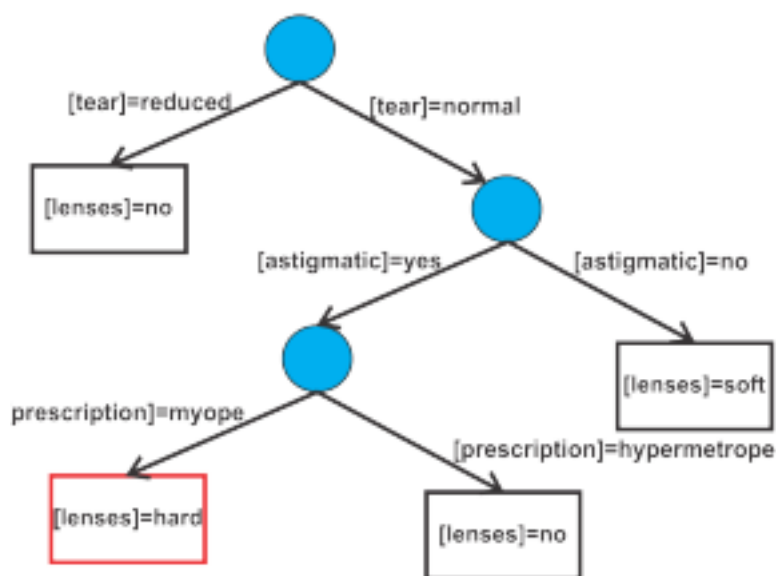 [tear]=reduced
[tear]=normal
[lenses]=no
[astigmatic]=yes
[astigmatic]=no
[lenses]=soft
prescription]=myope
[prescription]=hypermetrope
[lenses]=hard
[lenses]=no